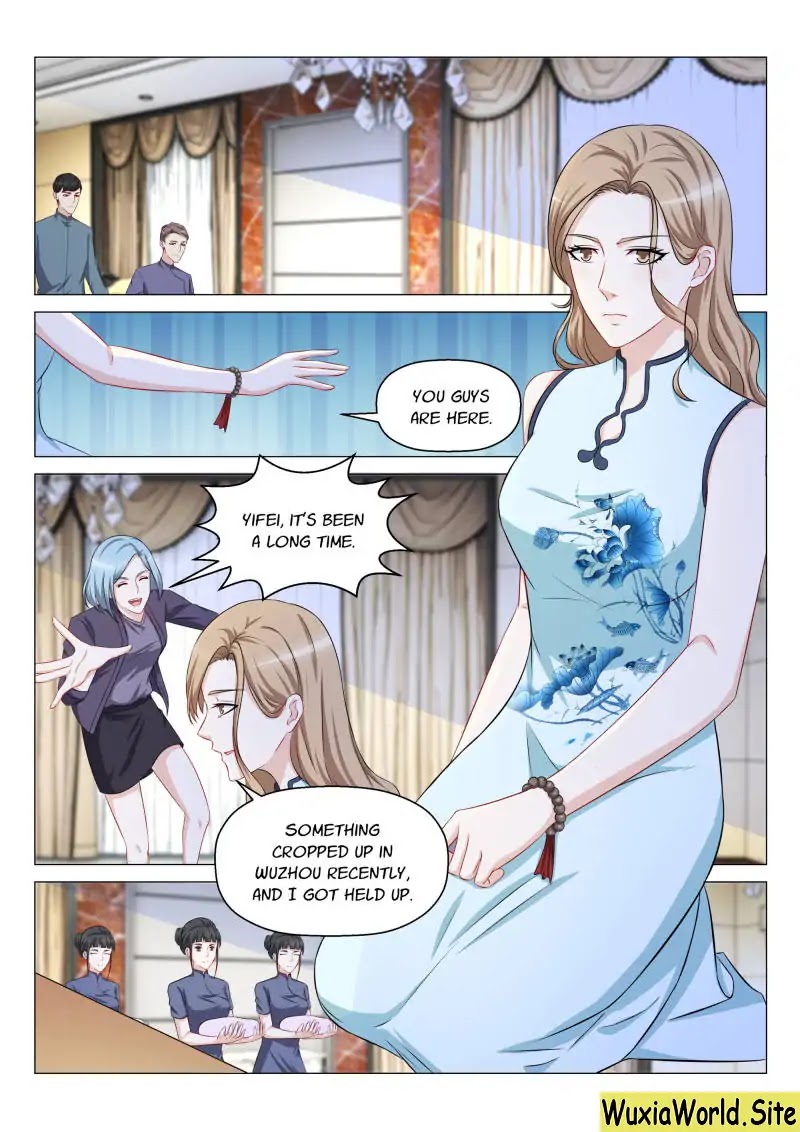 YOU GUYS
ARE HERE.
YIFEI, IT'S BEEN
A LONG TIME.
SOMETHING
CROPPED UP IN
WUZHOU RECENTLY,
AND I GOT HELD UP.
WuxiaWorld.Site